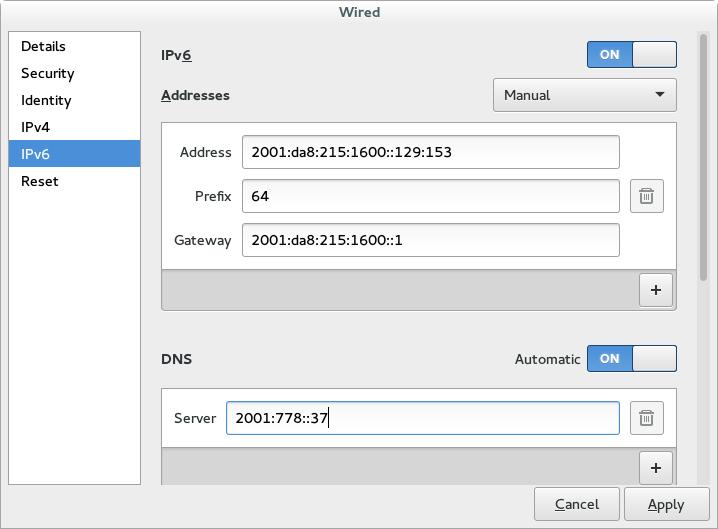 Wired
Details
Security
Identity
IPv4
IPv6
Reset
IPv6 ON
Addresses Manual
Address 2001:da8:215:1600::129:153
Prefix 64
Gateway 2001:da8:215:1600::1
+
DNS Automatic ON
Server 2001:778::37
+
Cancel Apply